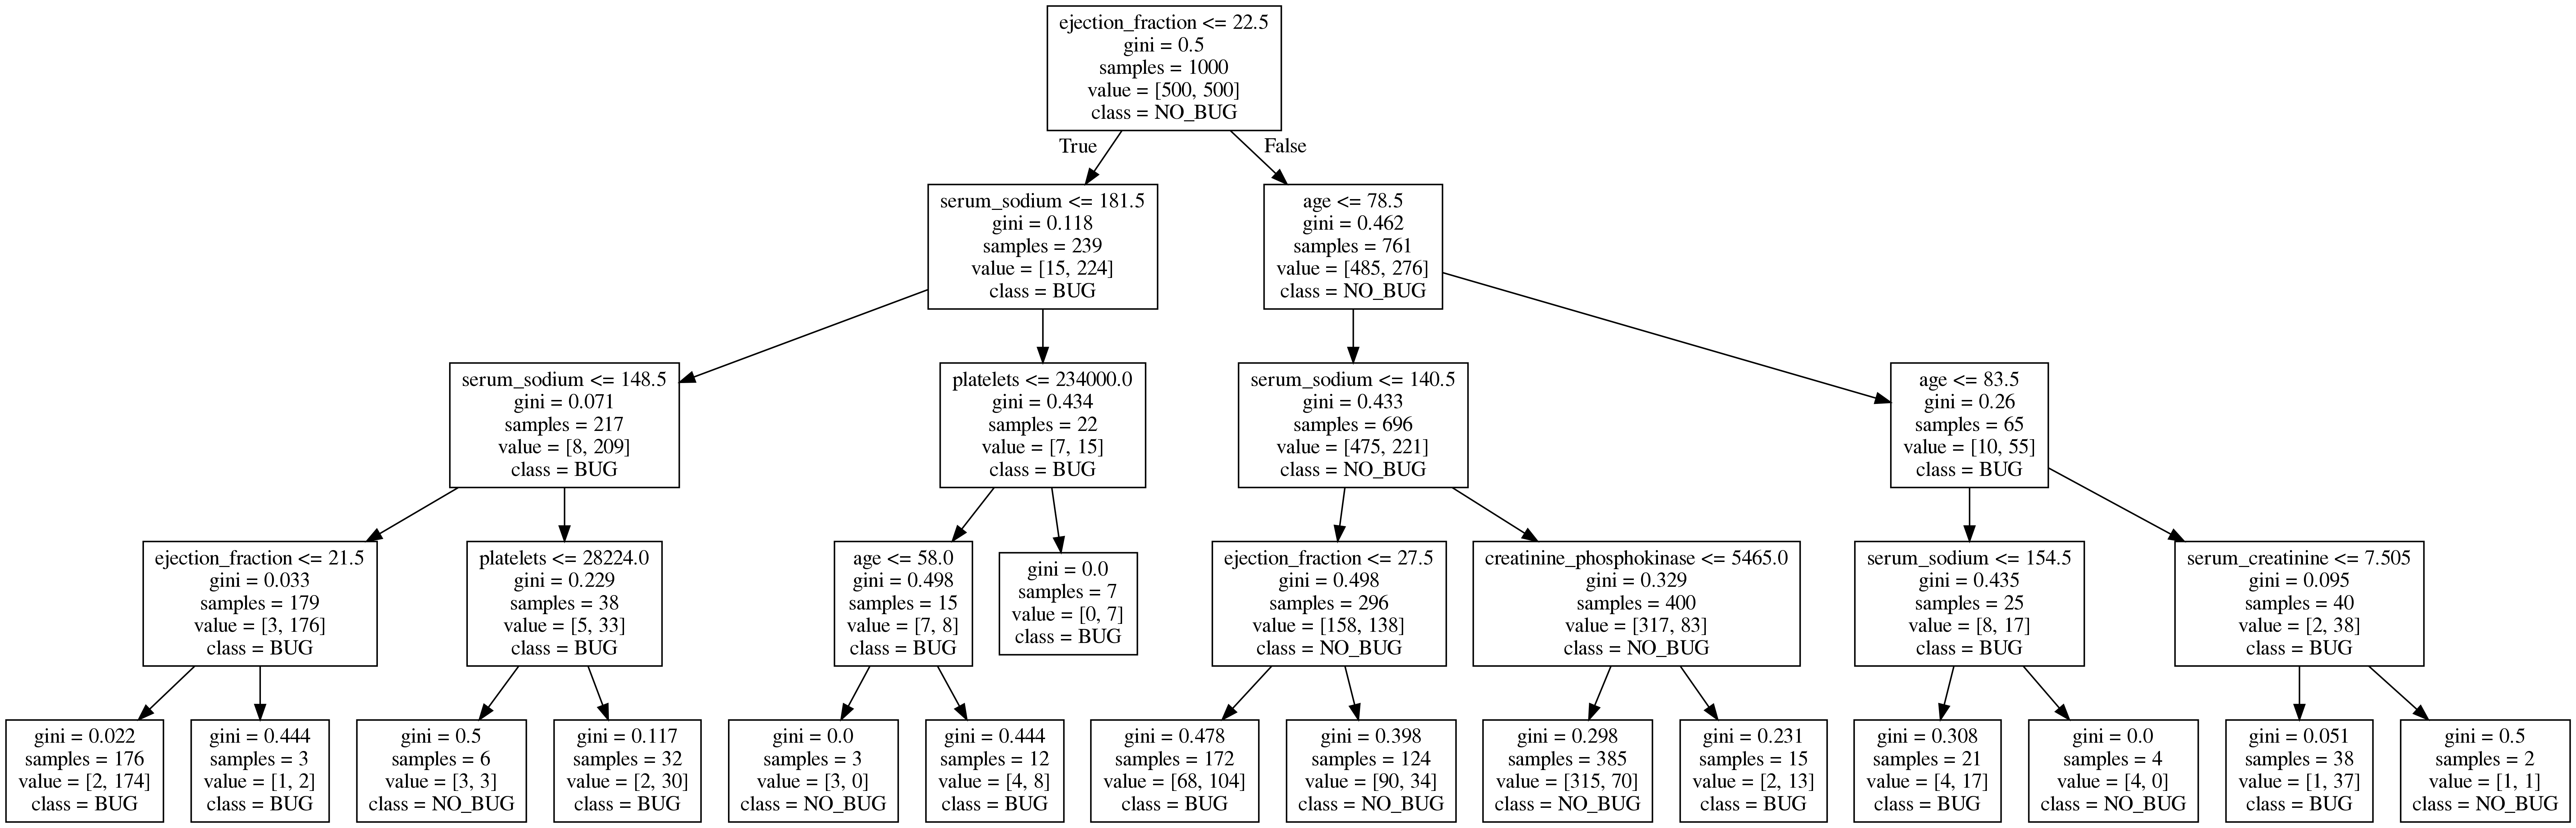 ejection_fraction <= 22.5
gini = 0.5
samples = 1000
value = [500, 500]
class = NO_BUG
True
False
serum_sodium <= 181.5
gini = 0.118
samples = 239
value = [15, 224]
class = BUG
age <= 78.5
gini = 0.462
samples = 761
value = [485, 276]
class = NO_BUG
serum_sodium <= 148.5
gini = 0.071
samples = 217
value = [8, 209]
class = BUG
platelets <= 234000.0
gini = 0.434
samples = 22
value = [7, 15]
class = BUG
serum_sodium <= 140.5
gini = 0.433
samples = 696
value = [475, 221]
class = NO_BUG
age <= 83.5
gini = 0.26
samples = 65
value = [10, 55]
class = BUG
ejection_fraction <= 21.5
gini = 0.033
samples = 179
value = [3, 176]
class = BUG
platelets <= 28224.0
gini = 0.229
samples = 38
value = [5, 33]
class = BUG
age <= 58.0
gini = 0.498
samples = 15
value = [7, 8]
class = BUG
gini = 0.0
samples = 7
value = [0, 7]
class = BUG
ejection_fraction <= 27.5
gini = 0.498
samples = 296
value = [158, 138]
class = NO_BUG
creatinine_phosphokinase <= 5465.0
gini = 0.329
samples = 400
value = [317, 83]
class = NO_BUG
serum_sodium <= 154.5
gini = 0.435
samples = 25
value = [8, 17]
class = BUG
serum_creatinine <= 7.505
gini = 0.095
samples = 40
value = [2, 38]
class = BUG
gini = 0.022
samples = 176
value = [2, 174]
class = BUG
gini = 0.444
samples = 3
value = [1, 2]
class = BUG
gini = 0.5
samples = 6
value = [3, 3]
class = NO_BUG
gini = 0.117
samples = 32
value = [2, 30]
class = BUG
gini = 0.0
samples = 3
value = [3, 0]
class = NO_BUG
gini = 0.444
samples = 12
value = [4, 8]
class = BUG
gini = 0.478
samples = 172
value = [68, 104]
class = BUG
gini = 0.398
samples = 124
value = [90, 34]
class = NO_BUG
gini = 0.298
samples = 385
value = [315, 70]
class = NO_BUG
gini = 0.231
samples = 15
value = [2, 13]
class = BUG
gini = 0.308
samples = 21
value = [4, 17]
class = BUG
gini = 0.0
samples = 4
value = [4, 0]
class = NO_BUG
gini = 0.051
samples = 38
value = [1, 37]
class = BUG
gini = 0.5
samples = 2
value = [1, 1]
class = NO_BUG